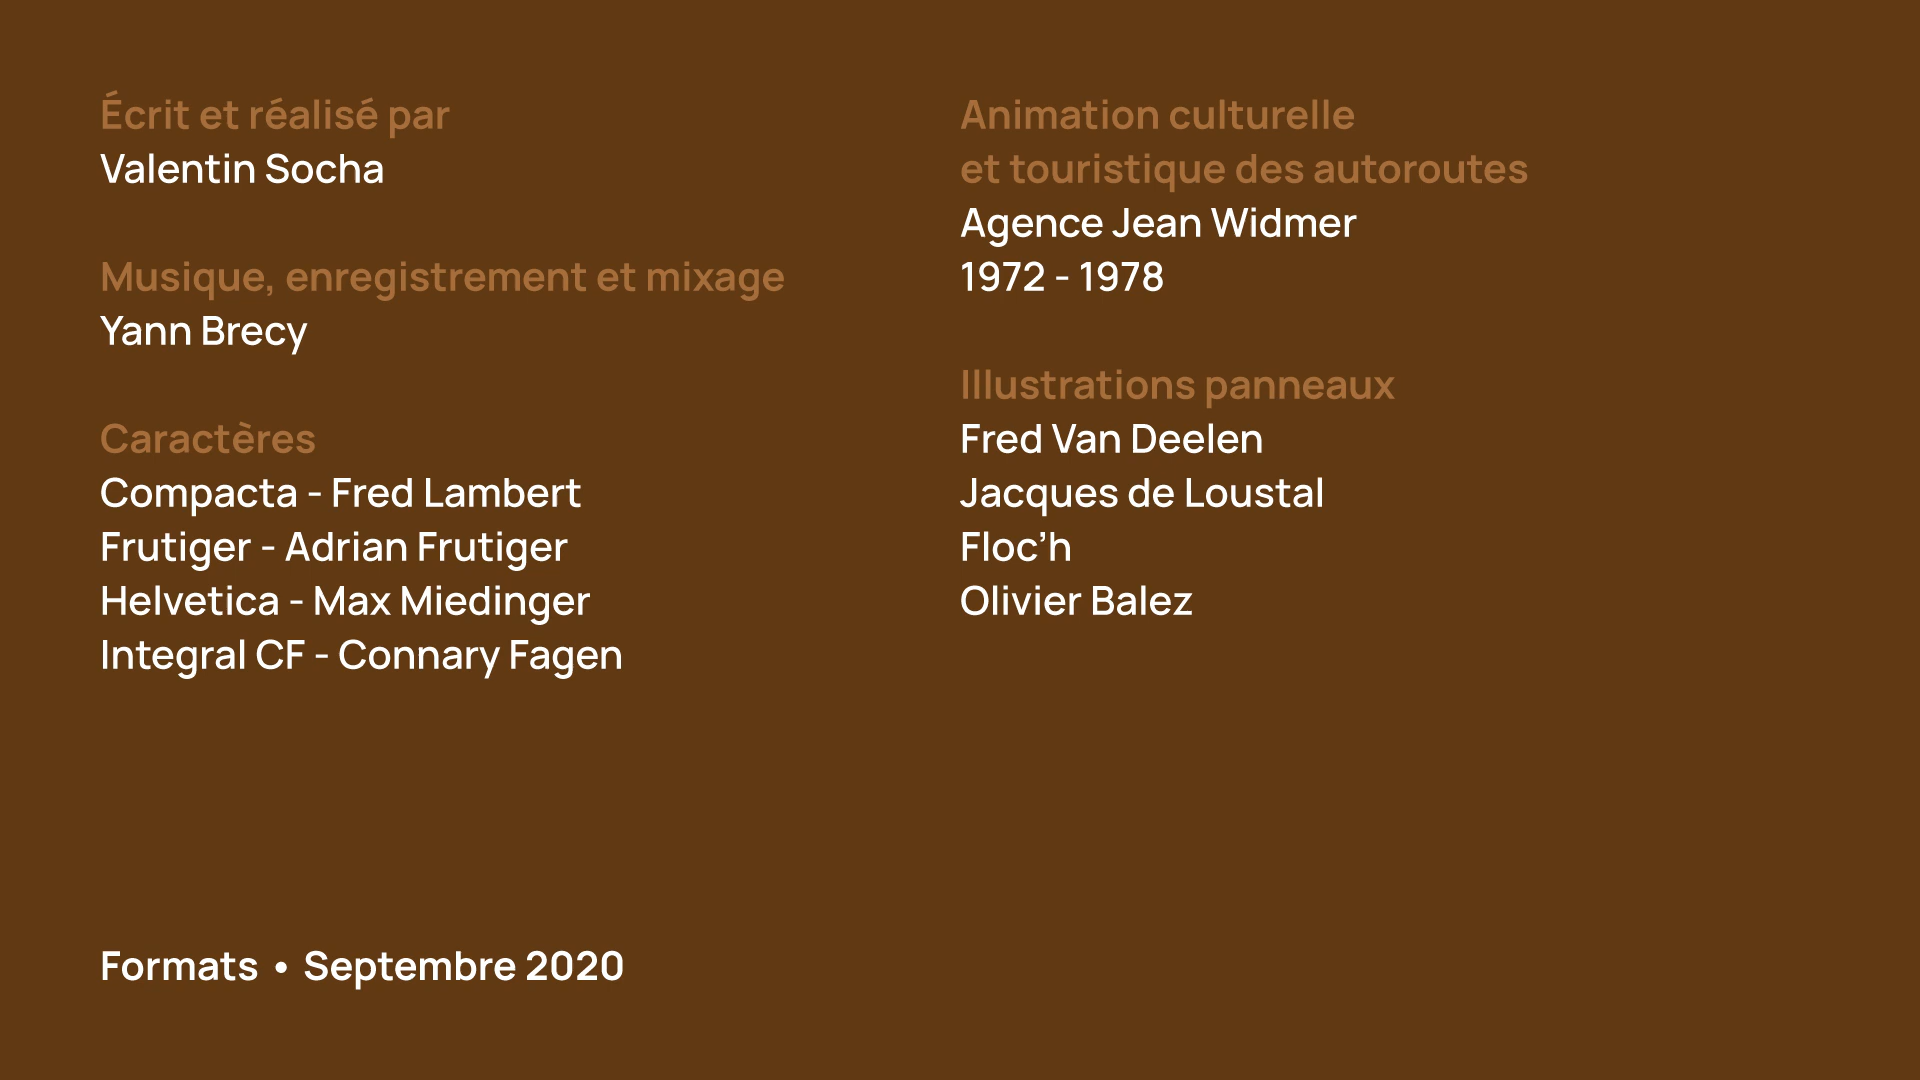 Écrit et réalisé par
Valentin Socha
Musique, enregistrement et mixage
Yann Brecy
Caractères
Compacta - Fred Lambert
Frutiger - Adrian Frutiger
Helvetica - Max Miedinger
Integral CF - Connary Fagen
Animation culturelle
et touristique des autoroutes
Agence Jean Widmer
1972 - 1978
Illustrations panneaux
Fred Van Deelen
Jacques de Loustal
Floc’h
Olivier Balez
Formats • Septembre 2020